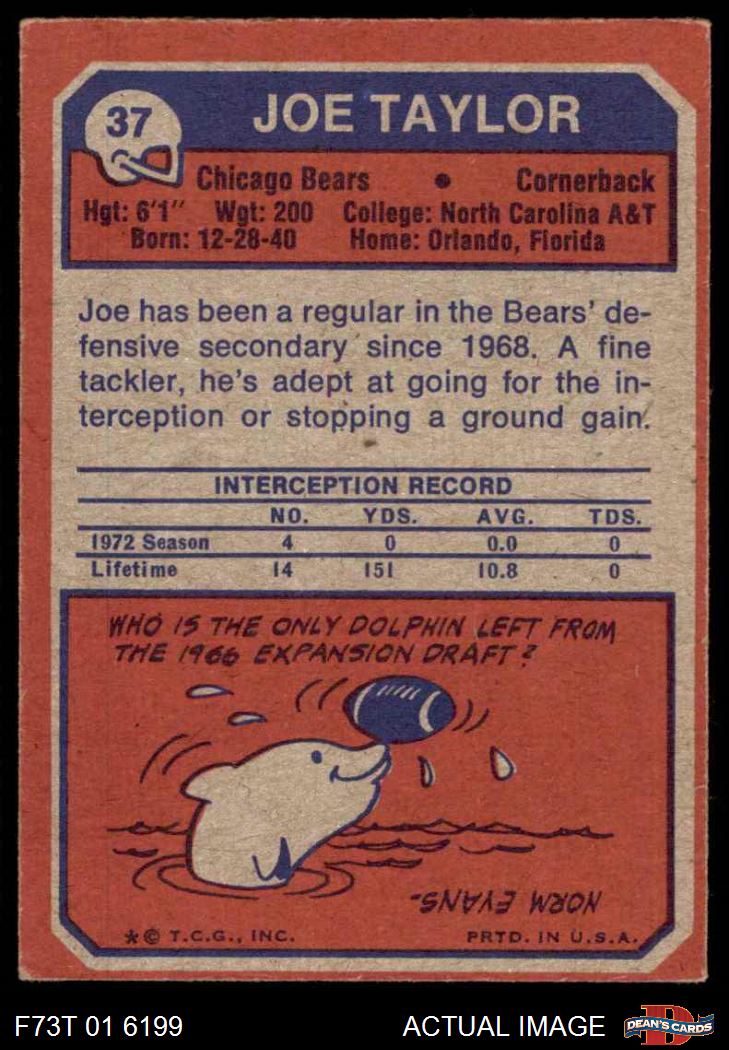 37
JOE TAYLOR
Chicago Bears • Cornerback
Hgt: 6'1" Wgt: 200 College: North Carolina A&T
Born: 12-28-40 Home: Orlando, Florida
Joe has been a regular in the Bears' de-
fensive secondary since 1968. A fine
tackler, he's adept at going for the in-
terception or stopping a ground gain.
INTERCEPTION RECORD
NO. YDS. AVG. TDS.
1972 Season 4 0 0.0 0
Lifetime 14 151 10.8 0
WHO IS THE ONLY DOLPHIN LEFT FROM
THE 1966 EXPANSION DRAFT?
NORM EVANS-
*© T.C.G., INC. PRTD. IN U.S.A.
F73T 01 6199 ACTUAL IMAGE D DEAN'S CARDS